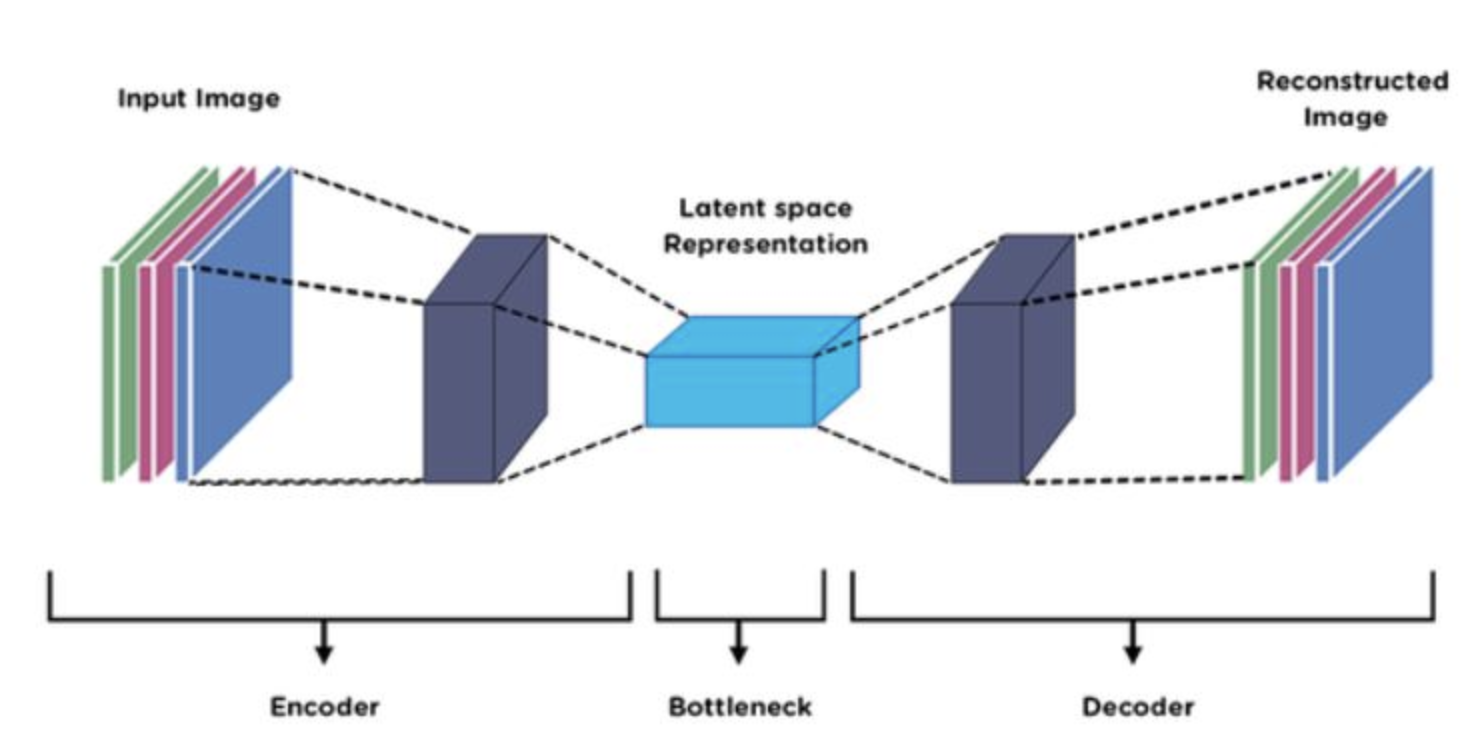 Input Image
Reconstructed
Image
Latent space
Representation
Encoder
Bottleneck
Decoder